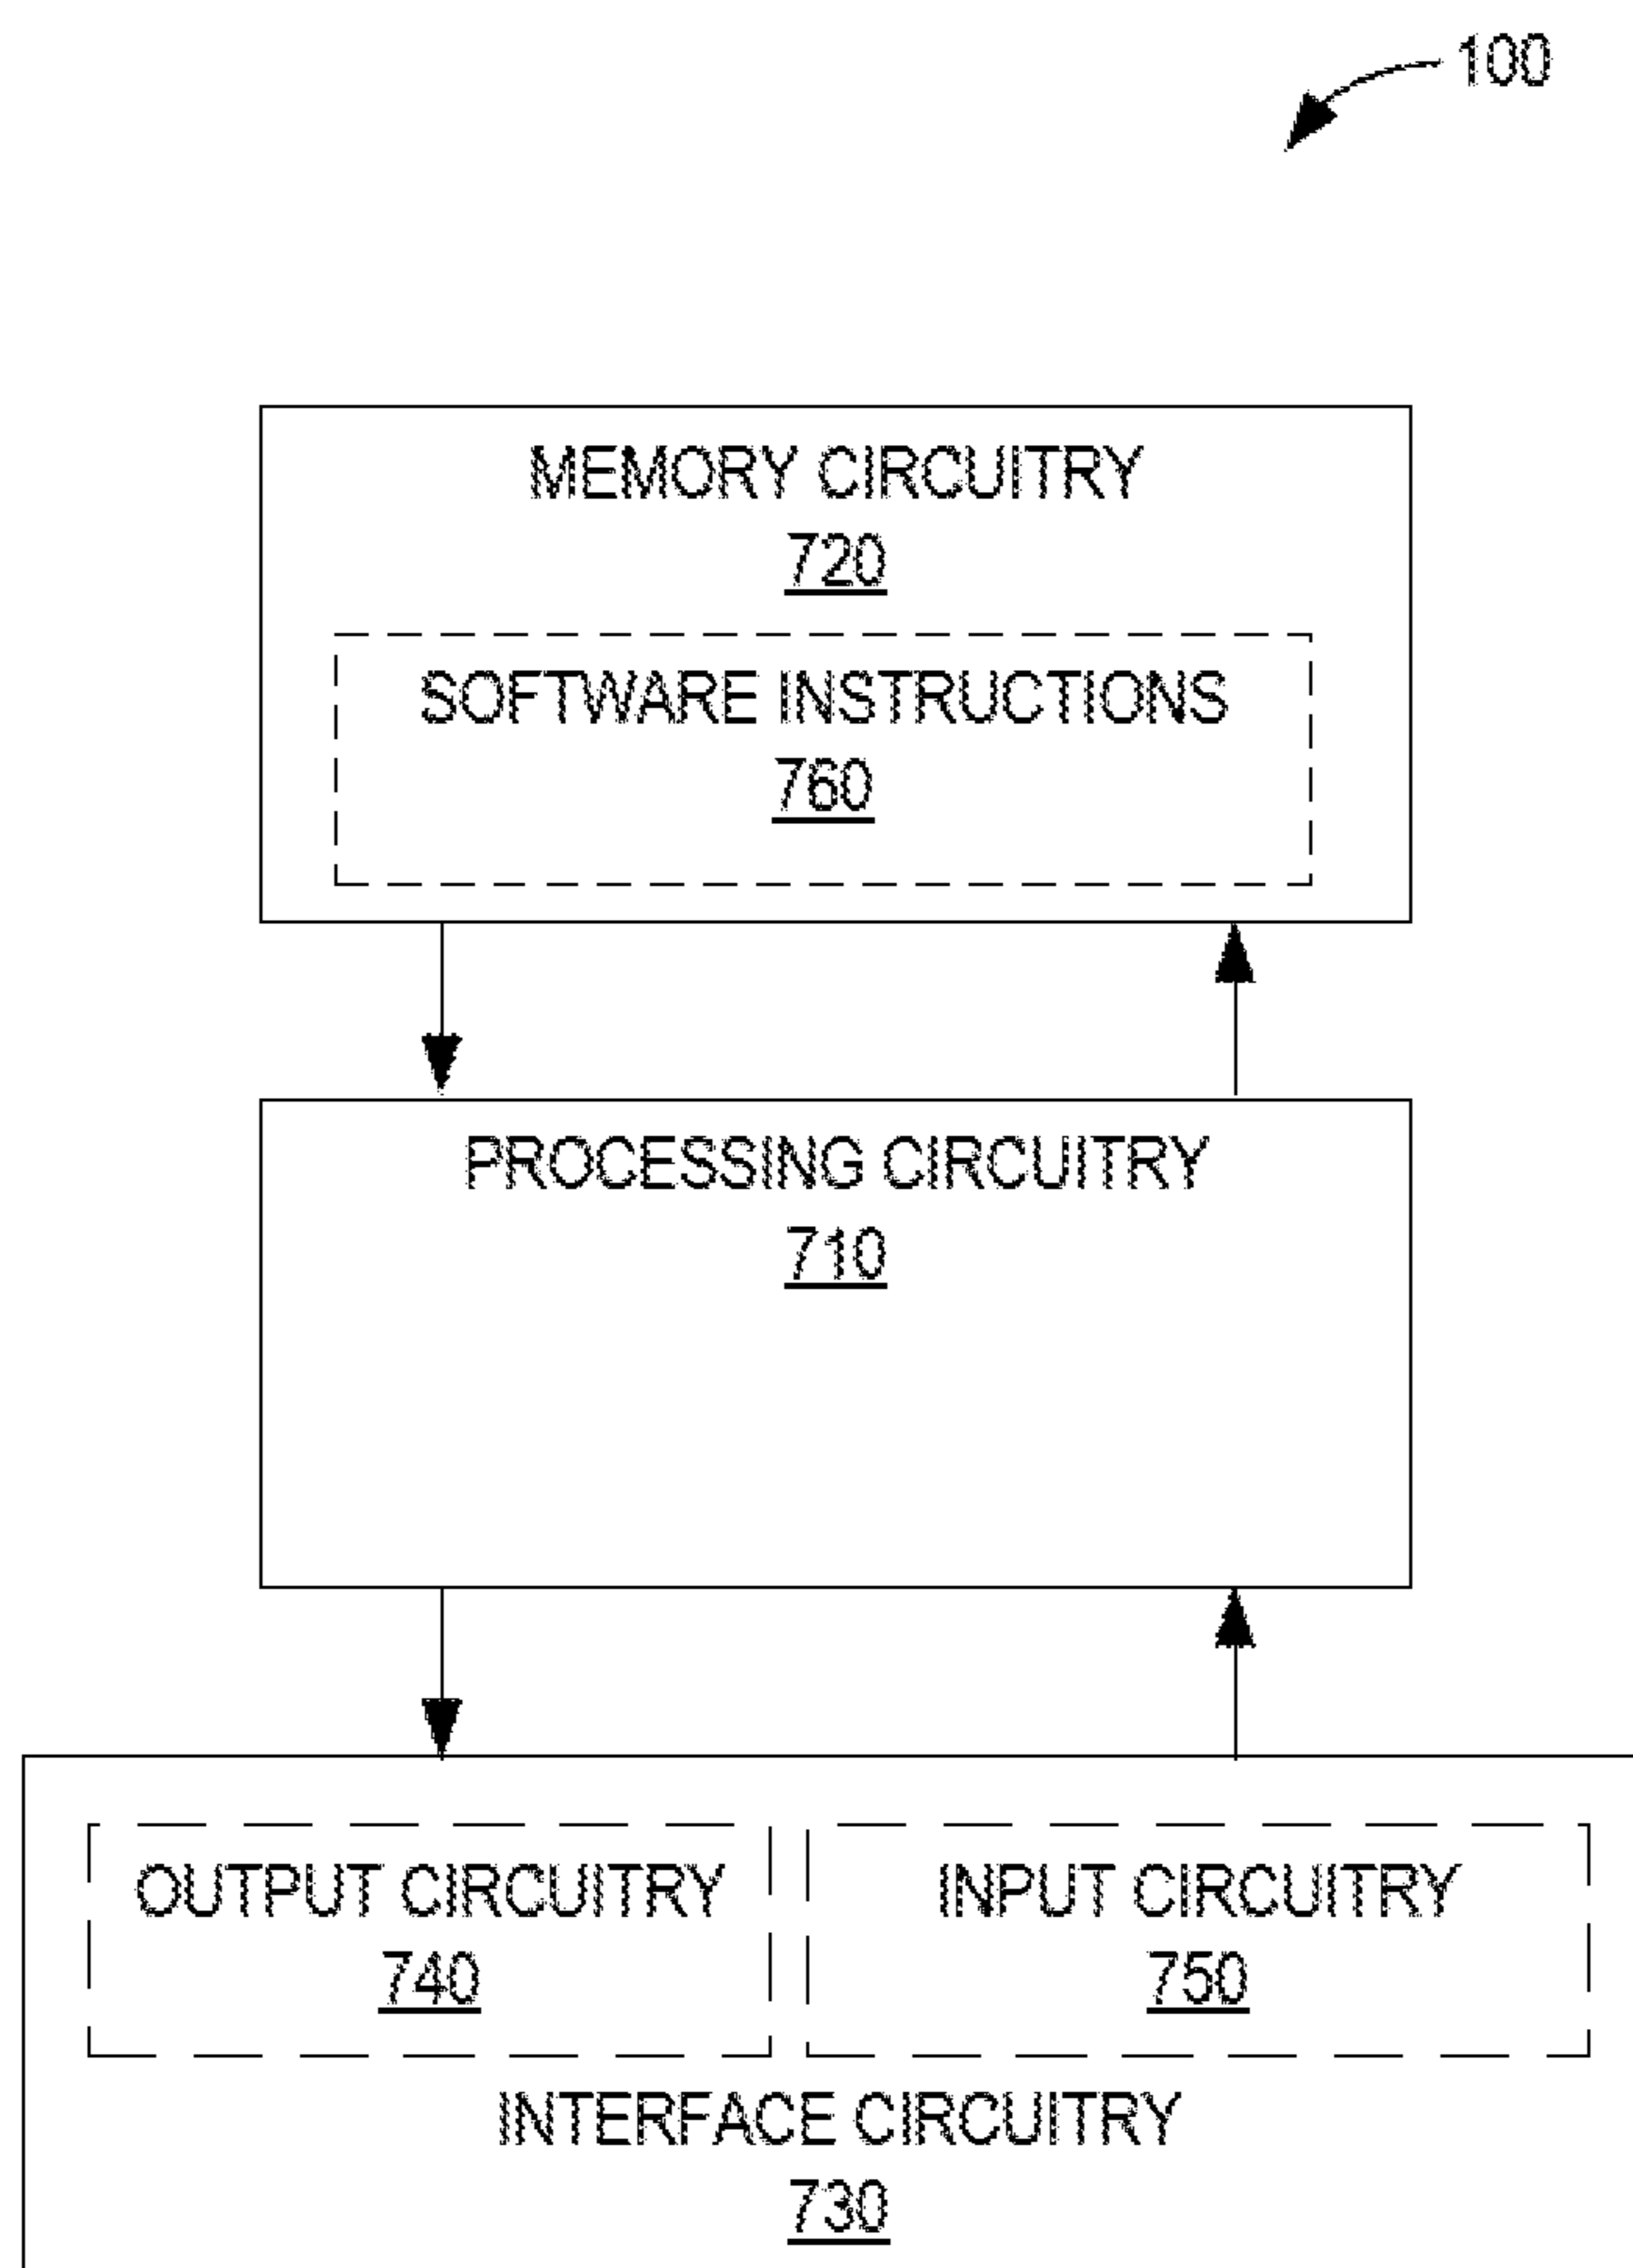 100
MEMORY CIRCUITRY
720
SOFTWARE INSTRUCTIONS
760
PROCESSING CIRCUITRY
710
OUTPUT CIRCUITRY
740
INPUT CIRCUITRY
750
INTERFACE CIRCUITRY
730